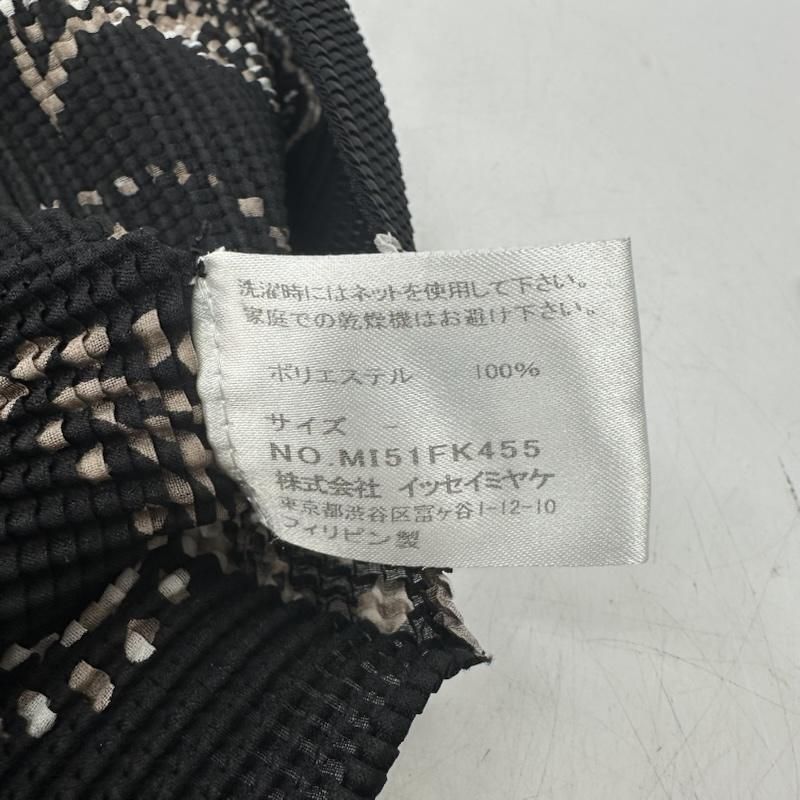 洗濯時にはネットを使用して下さい。
家庭での乾燥機はお避け下さい。
ポリエステル 100%
サイズ -
NO.MI51FK455
株式会社 イッセイミヤケ
東京都渋谷区富ヶ谷1-12-10
フィリピン製